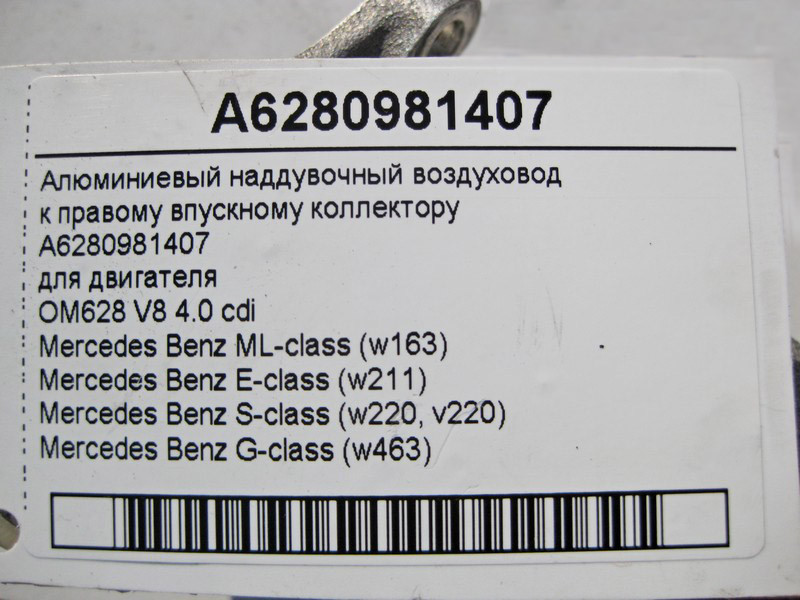 A6280981407
Алюминиевый наддувочный воздуховод
к правому впускному коллектору
A6280981407
для двигателя
OM628 V8 4.0 cdi
Mercedes Benz ML-class (w163)
Mercedes Benz E-class (w211)
Mercedes Benz S-class (w220, v220)
Mercedes Benz G-class (w463)